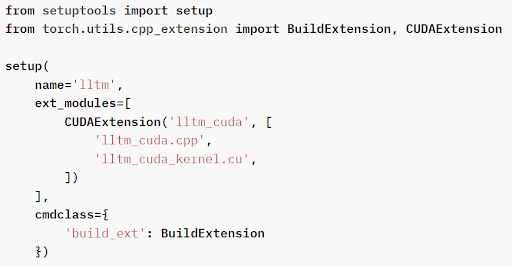 from setuptools import setup
from torch.utils.cpp_extension import BuildExtension, CUDAExtension

setup(
    name='lltm',
    ext_modules=[
        CUDAExtension('lltm_cuda', [
            'lltm_cuda.cpp',
            'lltm_cuda_kernel.cu',
        ])
    ],
    cmdclass={
        'build_ext': BuildExtension
    })